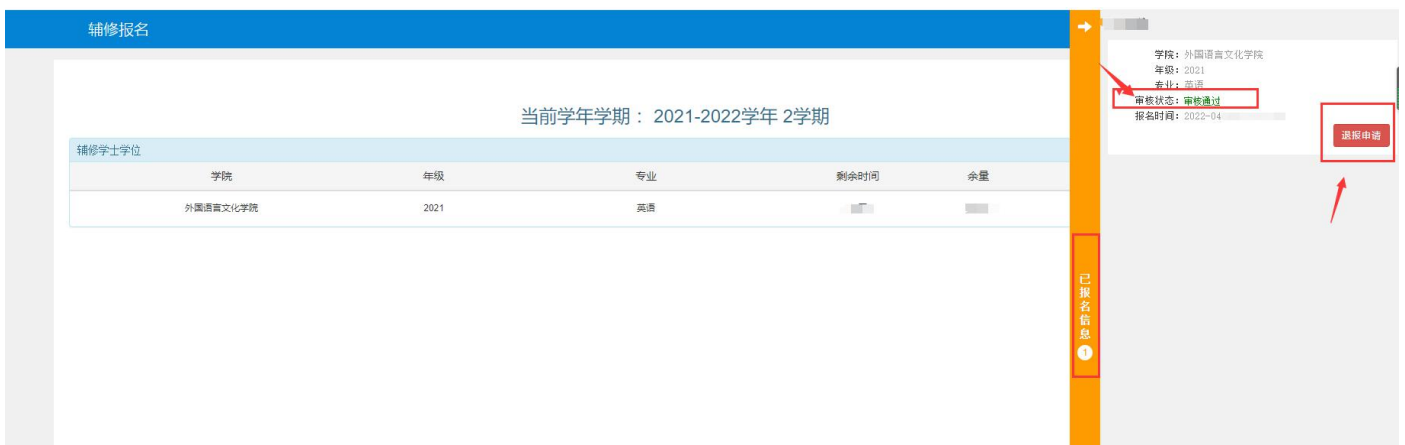 辅修报名
当前学年学期： 2021-2022学年 2学期
辅修学士学位
学院 年级 专业 剩余时间 余量
外国语言文化学院 2021 英语
已报名信息 1
学院： 外国语言文化学院
年级： 2021
专业： 英语
审核状态： 审核通过
报名时间： 2022-04
退报申请